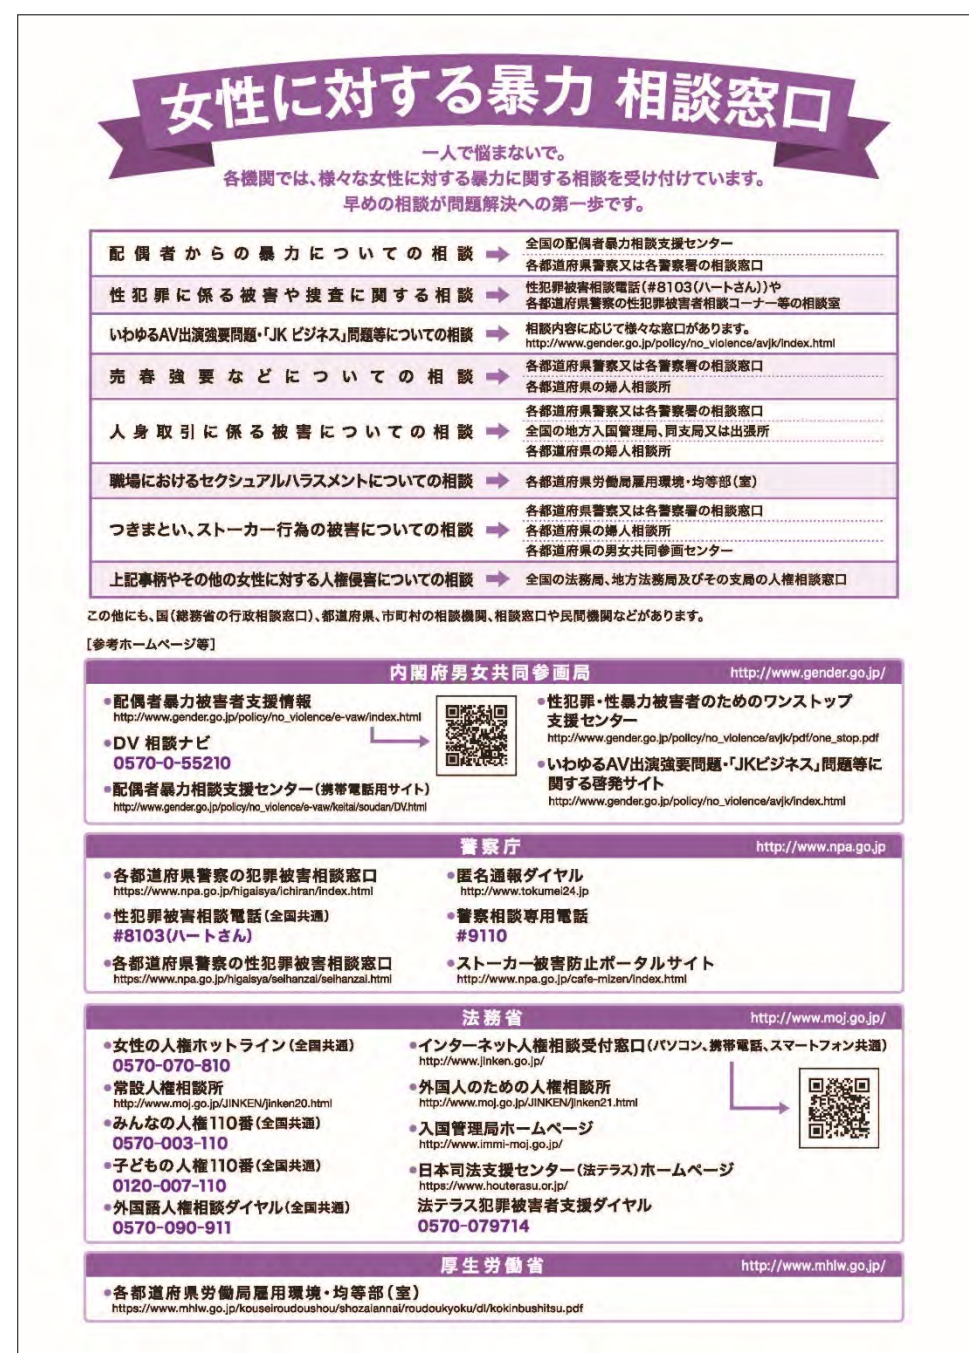 女性に対する暴力 相談窓口
一人で悩まないで。
各機関では、様々な女性に対する暴力に関する相談を受け付けています。
早めの相談が問題解決への第一歩です。
配偶者からの暴力についての相談
全国の配偶者暴力相談支援センター
各都道府県警察又は各警察署の相談窓口
性犯罪に係る被害や捜査に関する相談
性犯罪被害相談電話(#8103(ハートさん))や
各都道府県警察の性犯罪被害者相談コーナー等の相談室
いわゆるAV出演強要問題・「JK ビジネス」問題等についての相談
相談内容に応じて様々な窓口があります。
http://www.gender.go.jp/policy/no_violence/avjk/index.html
売春強要などについての相談
各都道府県警察又は各警察署の相談窓口
各都道府県の婦人相談所
人身取引に係る被害についての相談
各都道府県警察又は各警察署の相談窓口
全国の地方入国管理局、同支局又は出張所
各都道府県の婦人相談所
職場におけるセクシュアルハラスメントについての相談
各都道府県労働局雇用環境・均等部(室)
つきまとい、ストーカー行為の被害についての相談
各都道府県警察又は各警察署の相談窓口
各都道府県の婦人相談所
各都道府県の男女共同参画センター
上記事柄やその他の女性に対する人権侵害についての相談
全国の法務局、地方法務局及びその支局の人権相談窓口
この他にも、国(総務省の行政相談窓口)、都道府県、市町村の相談機関、相談窓口や民間機関などがあります。
[参考ホームページ等]
内閣府男女共同参画局 http://www.gender.go.jp/
●配偶者暴力被害者支援情報
http://www.gender.go.jp/policy/no_violence/e-vaw/index.html
●DV 相談ナビ
0570-0-55210
●配偶者暴力相談支援センター(携帯電話用サイト)
http://www.gender.go.jp/policy/no_violence/e-vaw/keitai/soudan/DV.html
●性犯罪・性暴力被害者のためのワンストップ
支援センター
http://www.gender.go.jp/policy/no_violence/avjk/pdf/one_stop.pdf
●いわゆるAV出演強要問題・「JKビジネス」問題等に
関する啓発サイト
http://www.gender.go.jp/policy/no_violence/avjk/index.html
警察庁 http://www.npa.go.jp
●各都道府県警察の犯罪被害相談窓口
https://www.npa.go.jp/higaisya/ichiran/index.html
●性犯罪被害相談電話(全国共通)
#8103(ハートさん)
●各都道府県警察の性犯罪被害相談窓口
https://www.npa.go.jp/higaisya/seihanzai/seihanzai.html
●匿名通報ダイヤル
http://www.tokumei24.jp
●警察相談専用電話
#9110
●ストーカー被害防止ポータルサイト
http://www.npa.go.jp/cafe-mizen/index.html
法務省 http://www.moj.go.jp/
●女性の人権ホットライン(全国共通)
0570-070-810
●常設人権相談所
http://www.moj.go.jp/JINKEN/jinken20.html
●みんなの人権110番(全国共通)
0570-003-110
●子どもの人権110番(全国共通)
0120-007-110
●外国語人権相談ダイヤル(全国共通)
0570-090-911
●インターネット人権相談受付窓口(パソコン、携帯電話、スマートフォン共通)
http://www.jinken.go.jp/
●外国人のための人権相談所
http://www.moj.go.jp/JINKEN/jinken21.html
●入国管理局ホームページ
http://www.immi-moj.go.jp/
●日本司法支援センター(法テラス)ホームページ
https://www.houterasu.or.jp/
法テラス犯罪被害者支援ダイヤル
0570-079714
厚生労働省 http://www.mhlw.go.jp/
●各都道府県労働局雇用環境・均等部(室)
https://www.mhlw.go.jp/kouseiroudoushou/shozaiannai/roudoukyoku/dl/kokinbushitsu.pdf